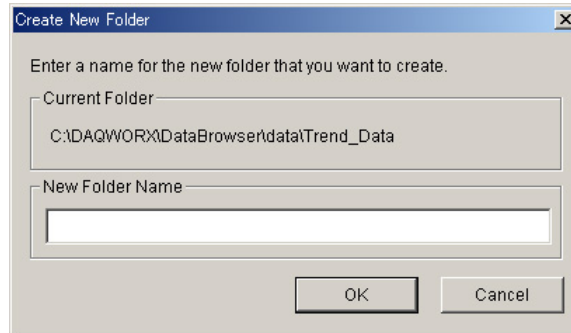 Create New Folder
Enter a name for the new folder that you want to create.
Current Folder
C:\DAQWORX\DataBrowser\data\Trend_Data
New Folder Name
OK
Cancel